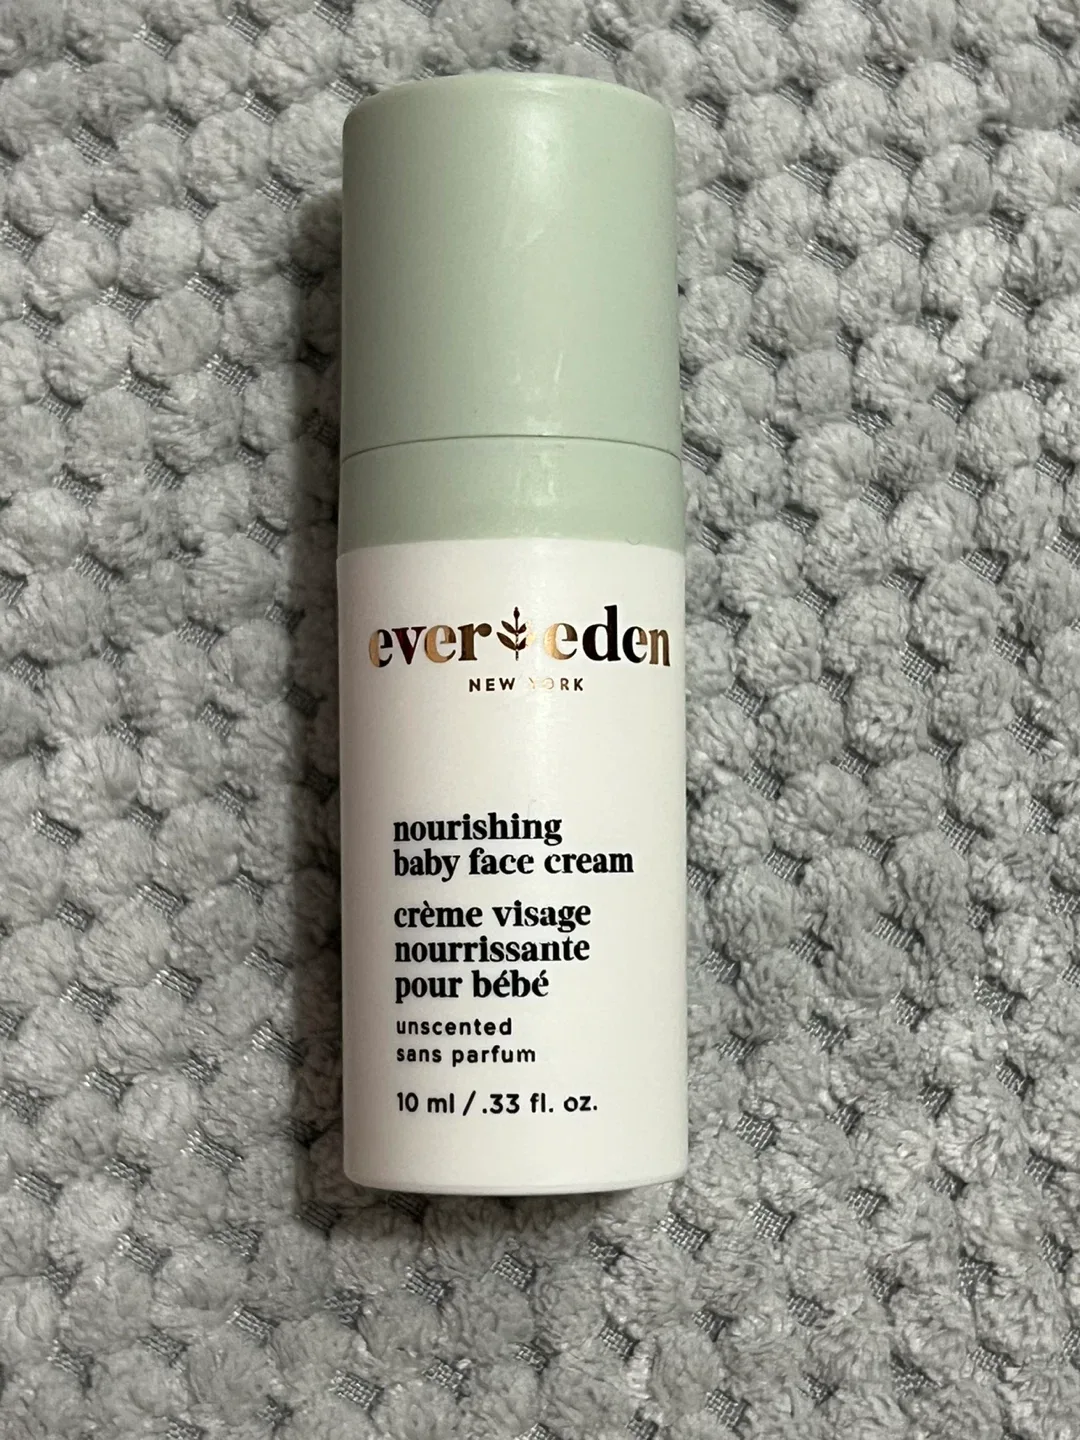 ever eden
NEW YORK
nourishing
baby face cream
crème visage
nourrissante
pour bébé
unscented
sans parfum
10 ml / .33 fl. oz.